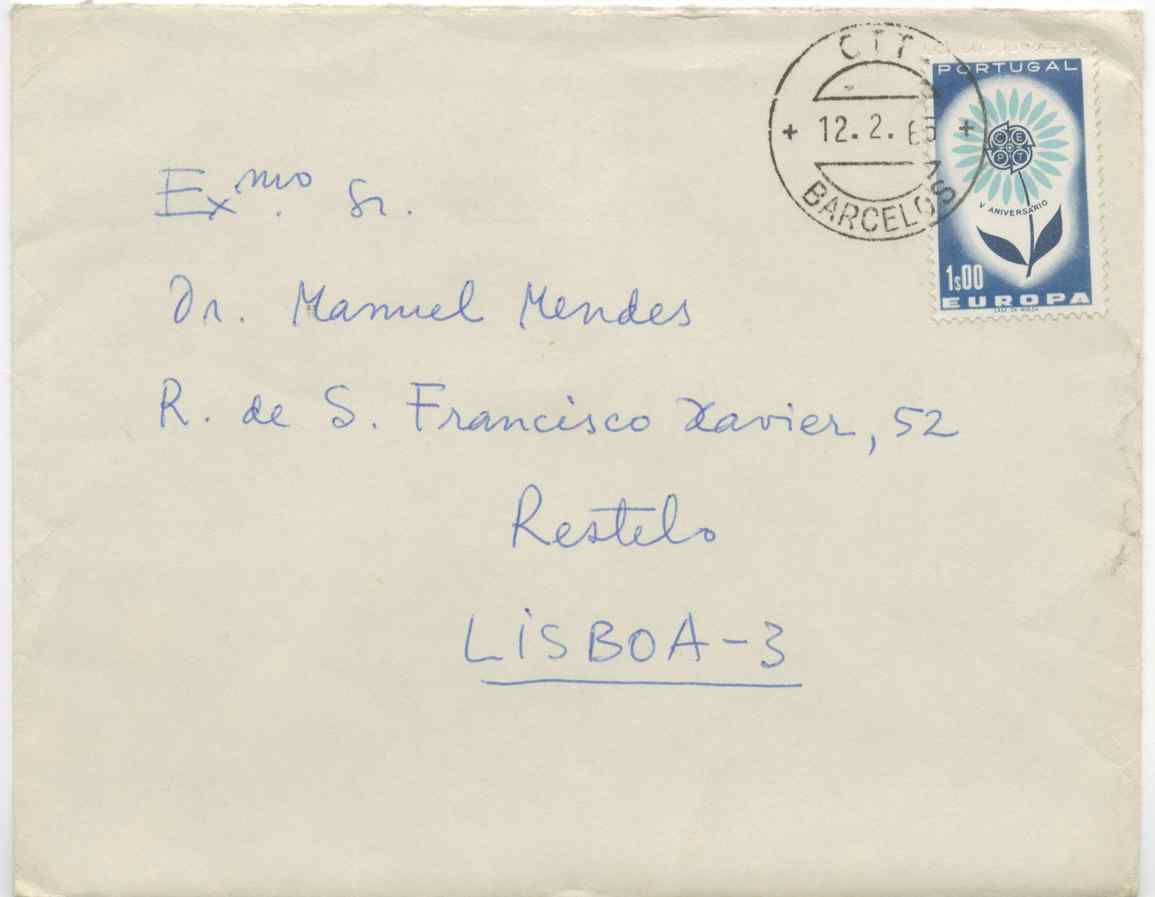 CTT
12. 2. 65
BARCELOS
PORTUGAL
CEPT
V ANIVERSÁRIO
1$00
EUROPA
Ex.mo Sr.
Dr. Manuel Mendes
R. de S. Francisco Xavier, 52
Restelo
LISBOA-3